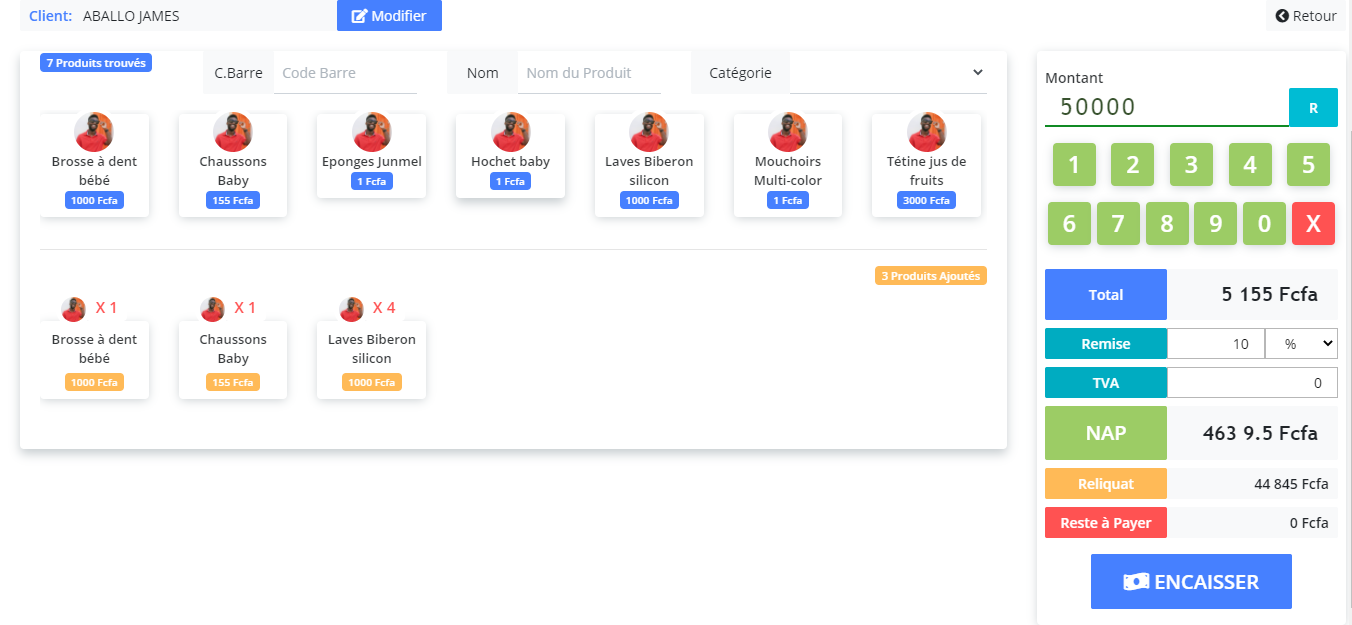 Client: ABALLO JAMES
Modifier
Retour
7 Produits trouvés
C.Barre Code Barre
Nom Nom du Produit
Catégorie
Brosse à dent bébé
1000 Fcfa
Chaussons Baby
155 Fcfa
Eponges Junmel
1 Fcfa
Hochet baby
1 Fcfa
Laves Biberon silicon
1000 Fcfa
Mouchoirs Multi-color
1 Fcfa
Tétine jus de fruits
3000 Fcfa
3 Produits Ajoutés
X 1
Brosse à dent bébé
1000 Fcfa
X 1
Chaussons Baby
155 Fcfa
X 4
Laves Biberon silicon
1000 Fcfa
Montant
50000 R
1 2 3 4 5
6 7 8 9 0 X
Total 5 155 Fcfa
Remise 10 %
TVA 0
NAP 463 9.5 Fcfa
Reliquat 44 845 Fcfa
Reste à Payer 0 Fcfa
ENCAISSER